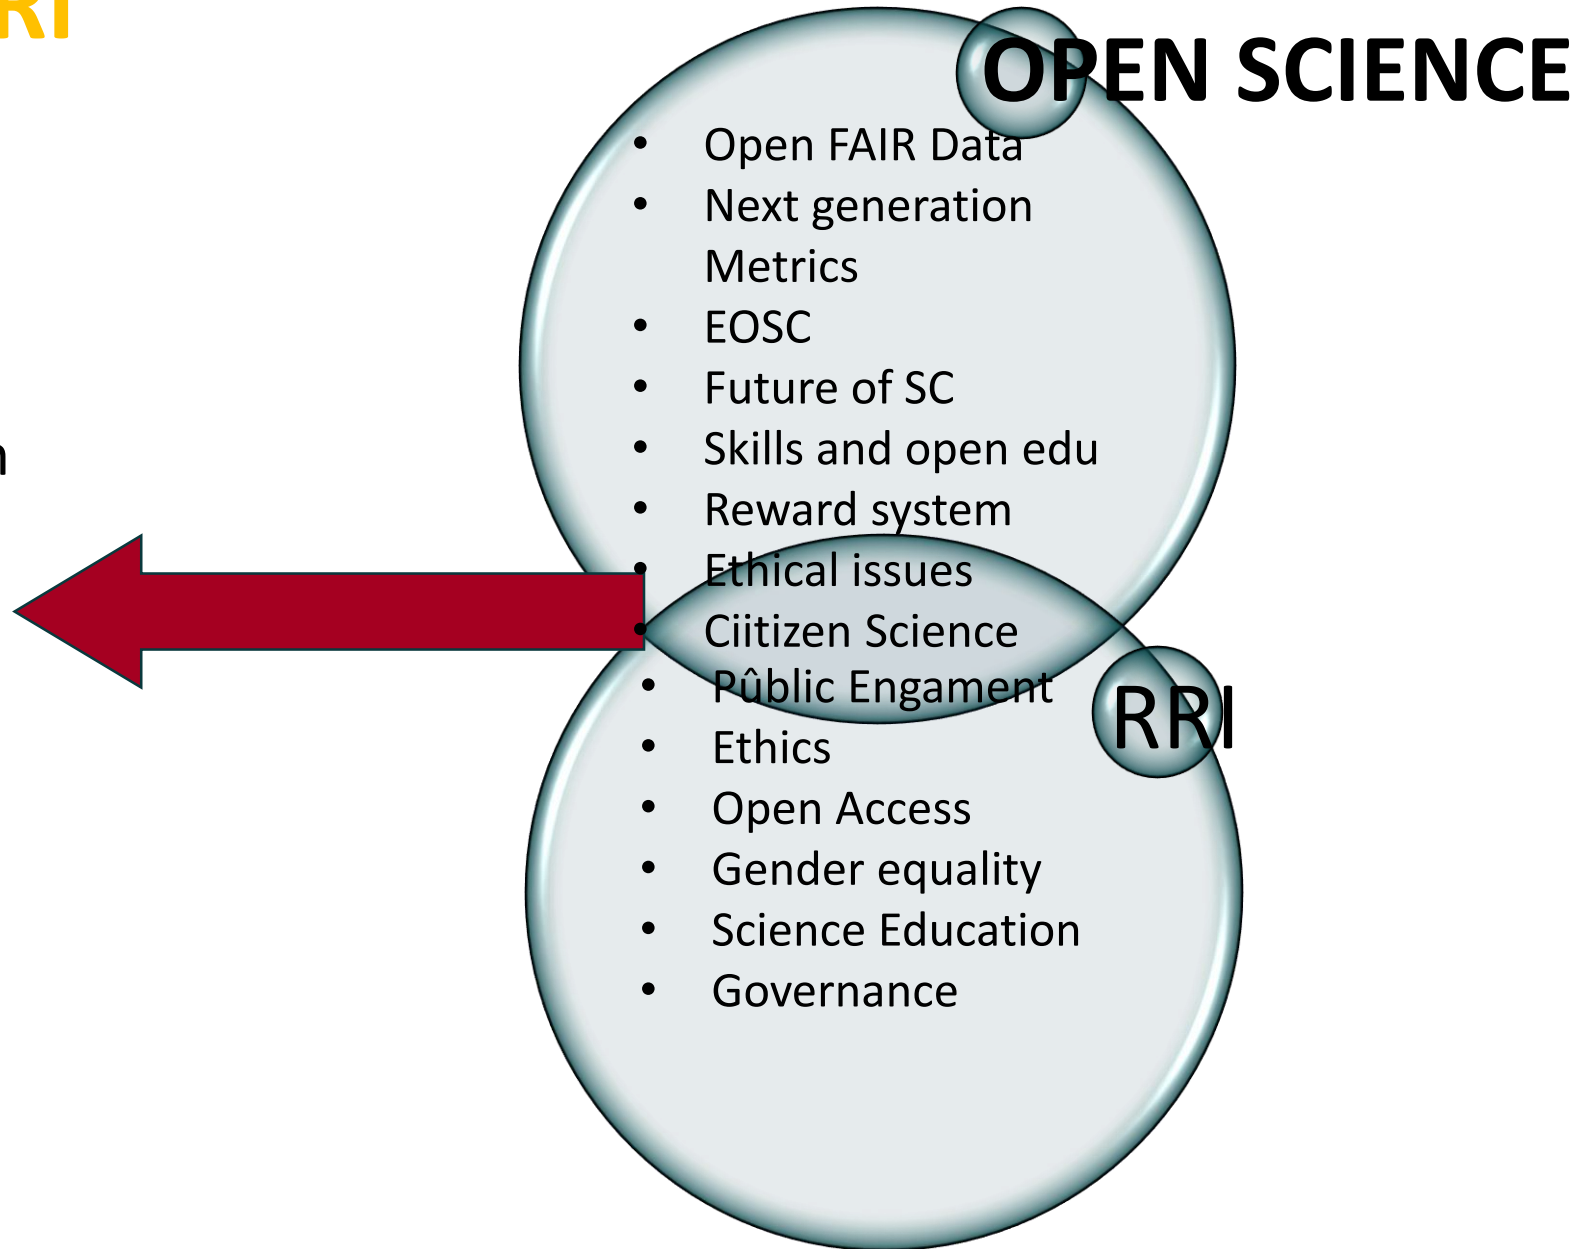 RI
OPEN SCIENCE
• Open FAIR Data
• Next generation
Metrics
• EOSC
• Future of SC
• Skills and open edu
• Reward system
• Ethical issues
• Ciitizen Science
• Pûblic Engament
RRI
• Ethics
• Open Access
• Gender equality
• Science Education
• Governance